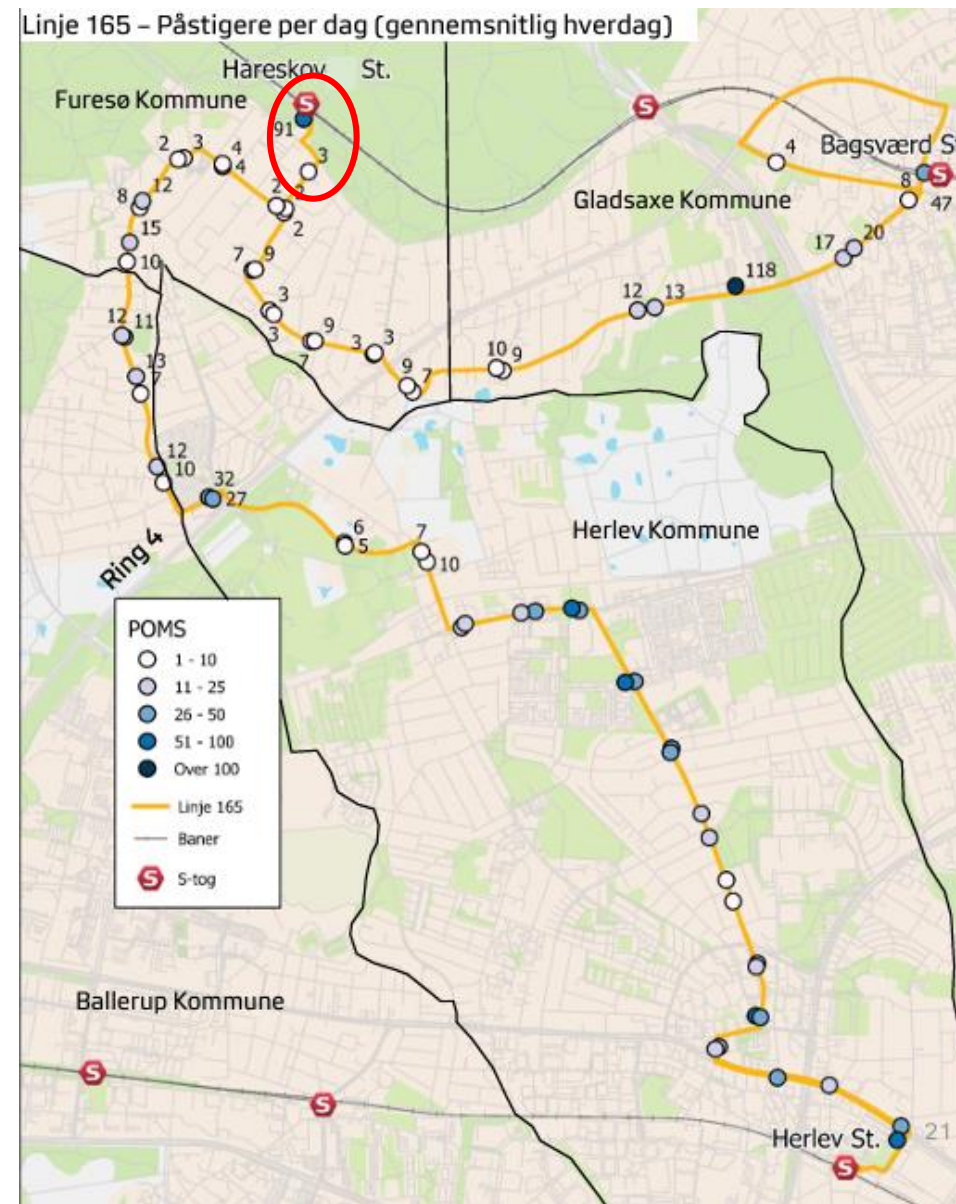 Linje 165 – Påstigere per dag (gennemsnitlig hverdag)
Hareskov St.
Furesø Kommune
91
3
2
3
4
4
4
Bagsværd S
8
47
Gladsaxe Kommune
8
12
2
2
15
10
7
9
17
20
118
12
13
3
3
9
7
3
3
12
11
13
7
9
7
10
9
12
10
32
27
6
5
7
10
Herlev Kommune
Ring 4
POMS
1 - 10
11 - 25
26 - 50
51 - 100
Over 100
Linje 165
Baner
S S-tog
Ballerup Kommune
Herlev St.
21